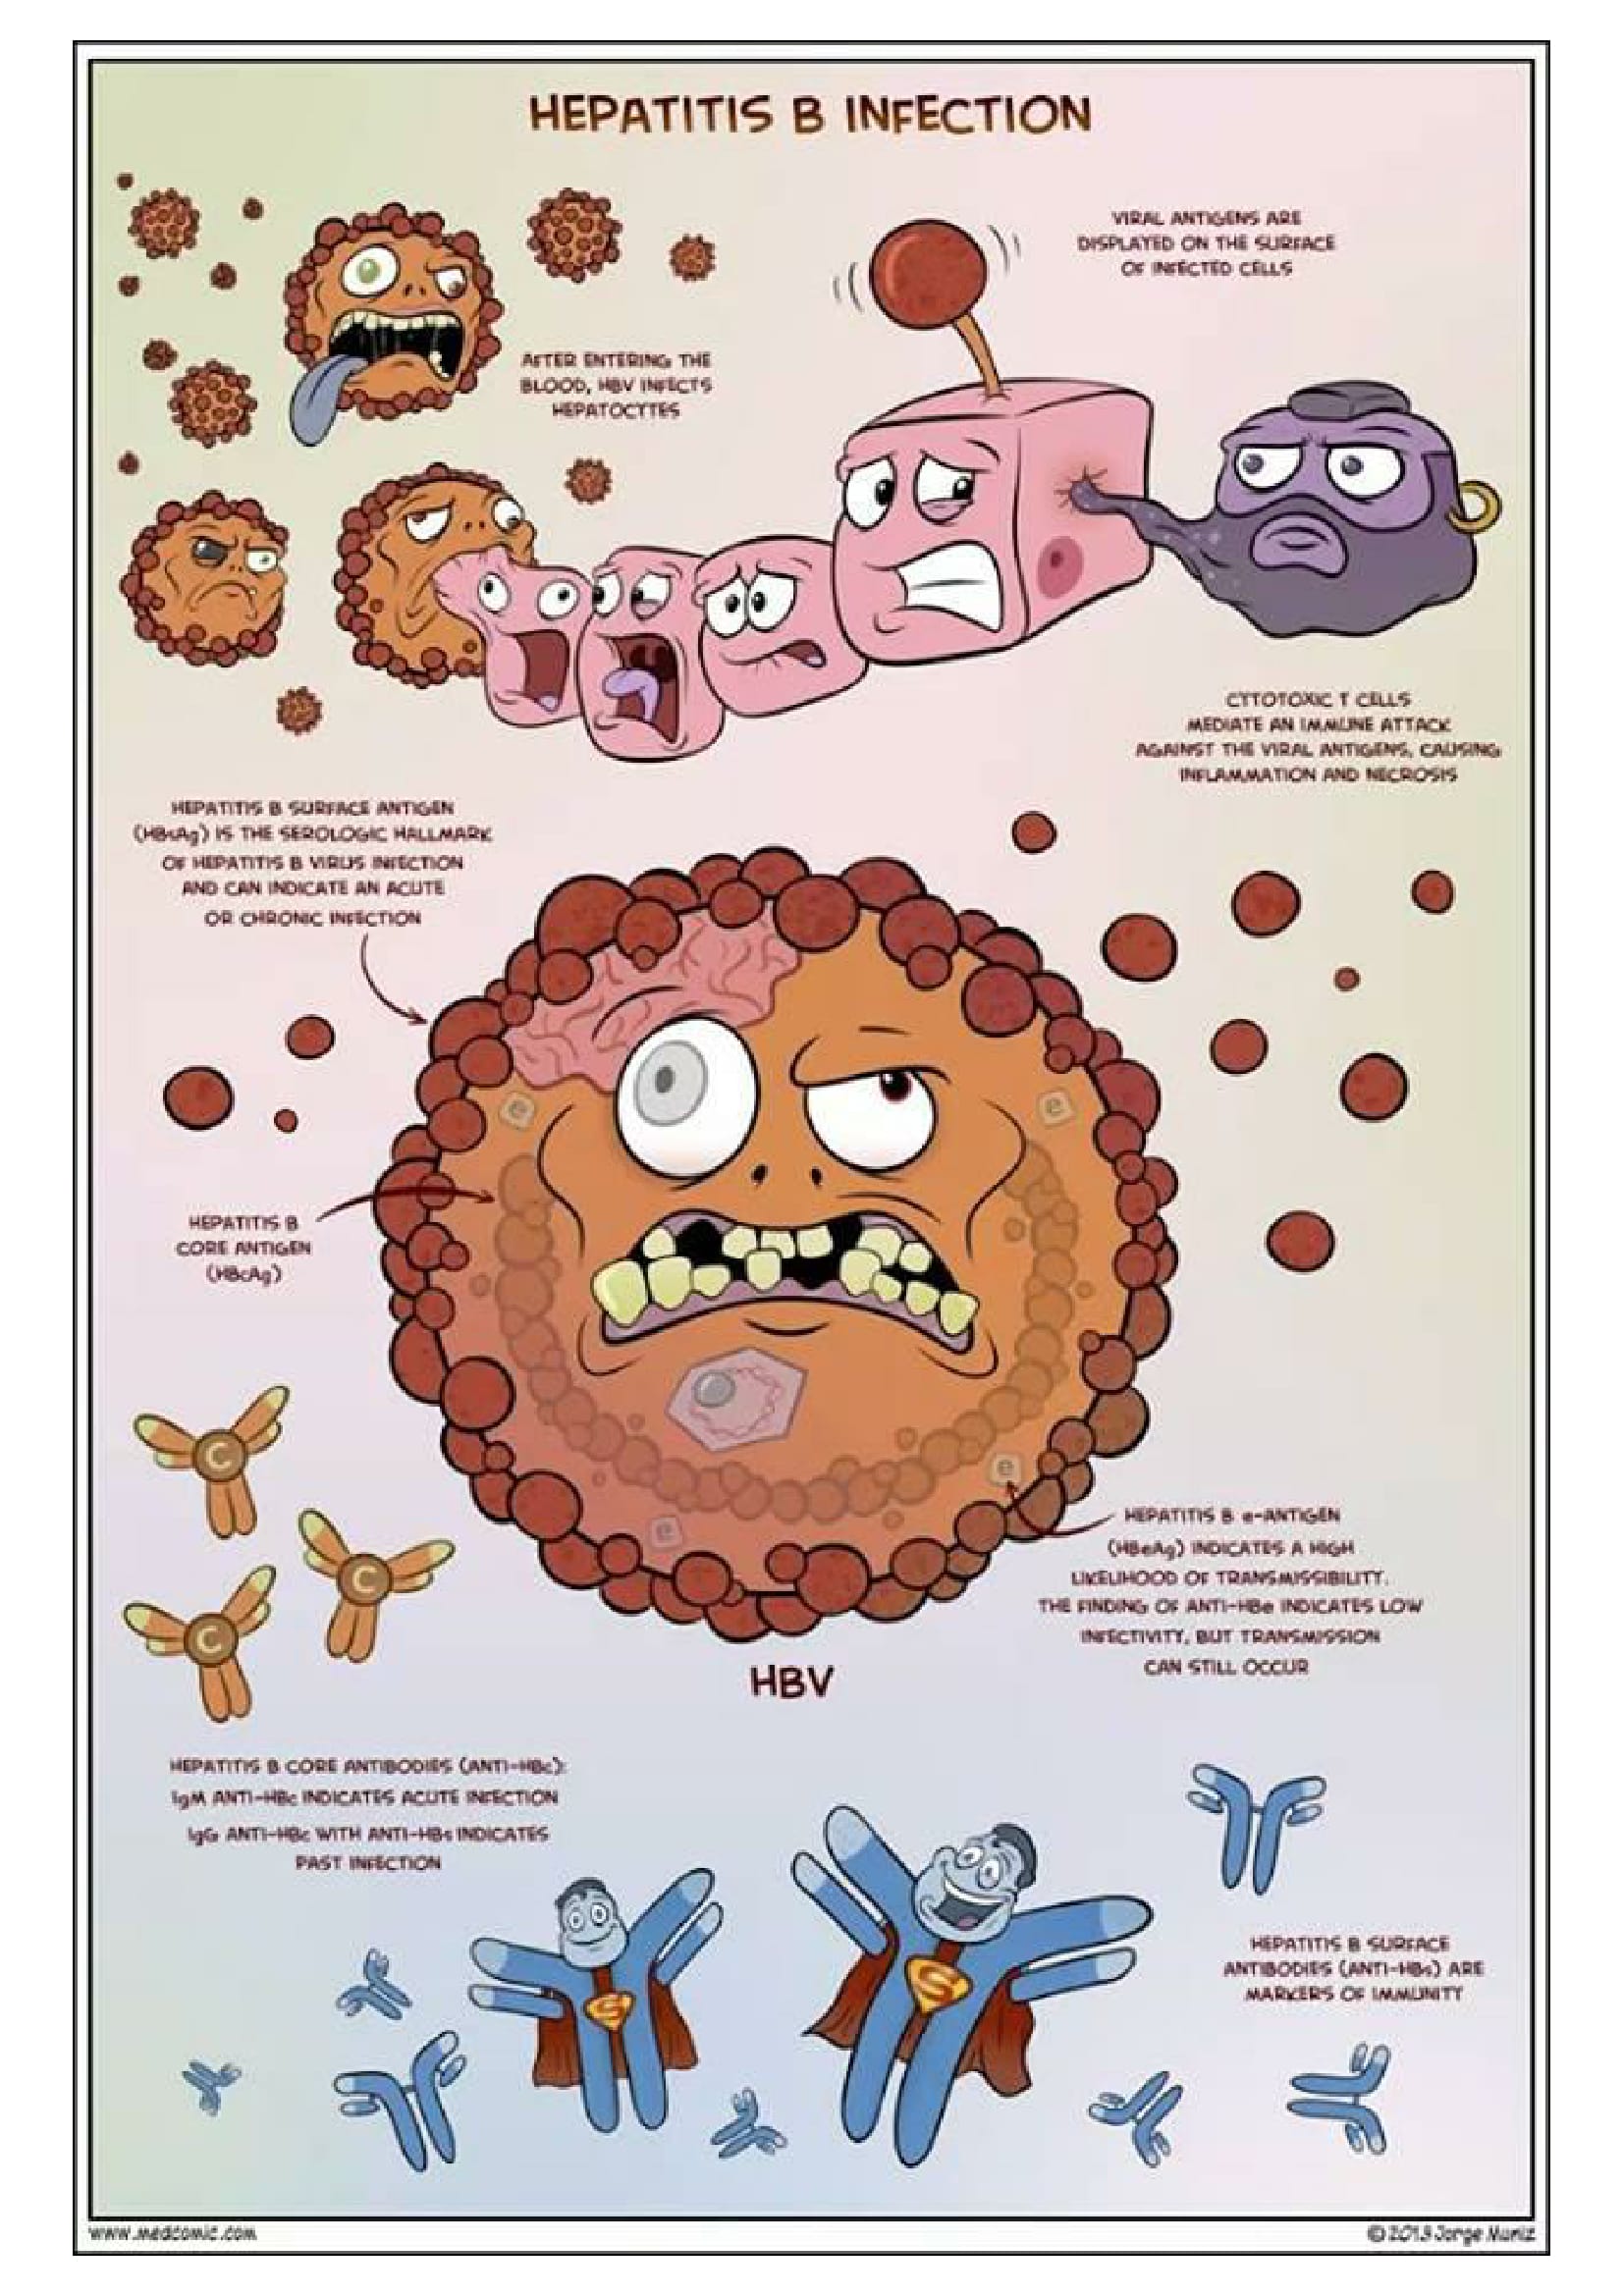 HEPATITIS B INFECTION
VIRAL ANTIGENS ARE
DISPLAYED ON THE SURFACE
OF INFECTED CELLS
AFTER ENTERING THE
BLOOD, HBV INFECTS
HEPATOCYTES
CYTOTOXIC T CELLS
MEDIATE AN IMMUNE ATTACK
AGAINST THE VIRAL ANTIGENS, CAUSING
INFLAMMATION AND NECROSIS
HEPATITIS B SURFACE ANTIGEN
(HBsAg) IS THE SEROLOGIC HALLMARK
OF HEPATITIS B VIRUS INFECTION
AND CAN INDICATE AN ACUTE
OR CHRONIC INFECTION
e
e
HEPATITIS B
CORE ANTIGEN
(HBcAg)
C
e
HEPATITIS B e-ANTIGEN
(HBeAg) INDICATES A HIGH
LIKELIHOOD OF TRANSMISSIBILITY.
THE FINDING OF ANTI-HBe INDICATES LOW
INFECTIVITY, BUT TRANSMISSION
CAN STILL OCCUR
e
C
C
HBV
HEPATITIS B CORE ANTIBODIES (ANTI-HBc):
IgM ANTI-HBc INDICATES ACUTE INFECTION
IgG ANTI-HBc WITH ANTI-HBs INDICATES
PAST INFECTION
S
S
HEPATITIS B SURFACE
ANTIBODIES (ANTI-HBs) ARE
MARKERS OF IMMUNITY
www.medcomic.com
© 2013 Jorge Muniz